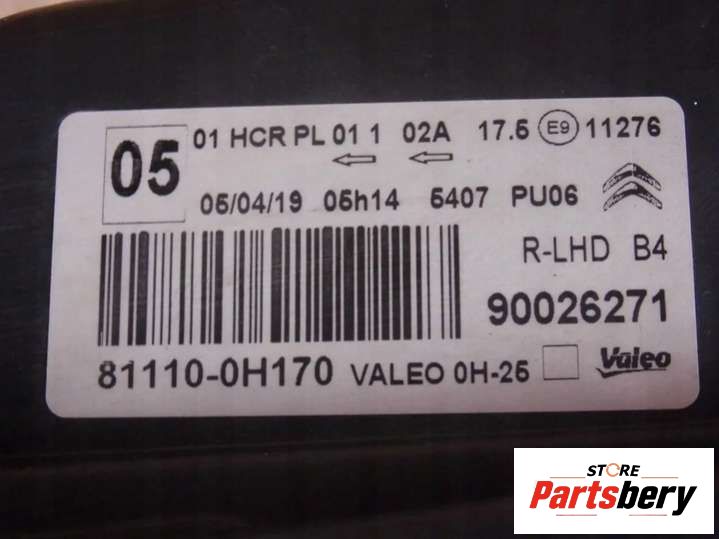 05
01 HCR PL 01 1 02A 17.5 E9 11276
05/04/19 05h14 5407 PU06
R-LHD B4
90026271
81110-0H170 VALEO 0H-25 Valeo
STORE
Partsbery